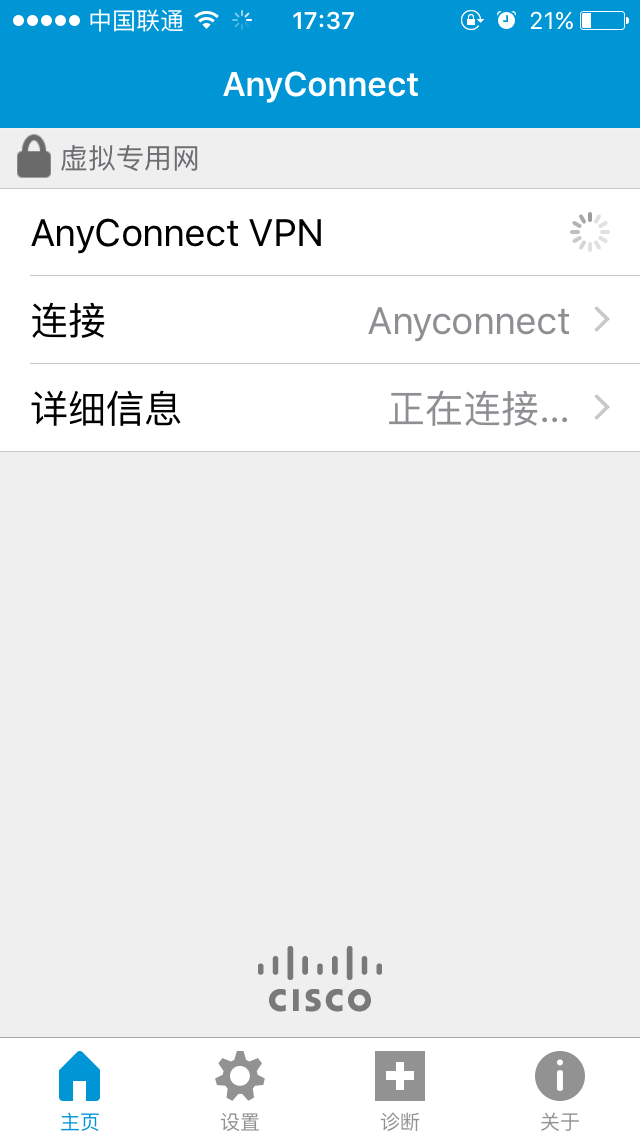 中国联通 17:37 21%
AnyConnect
虚拟专用网
AnyConnect VPN
连接 Anyconnect
详细信息 正在连接...
CISCO
主页 设置 诊断 关于